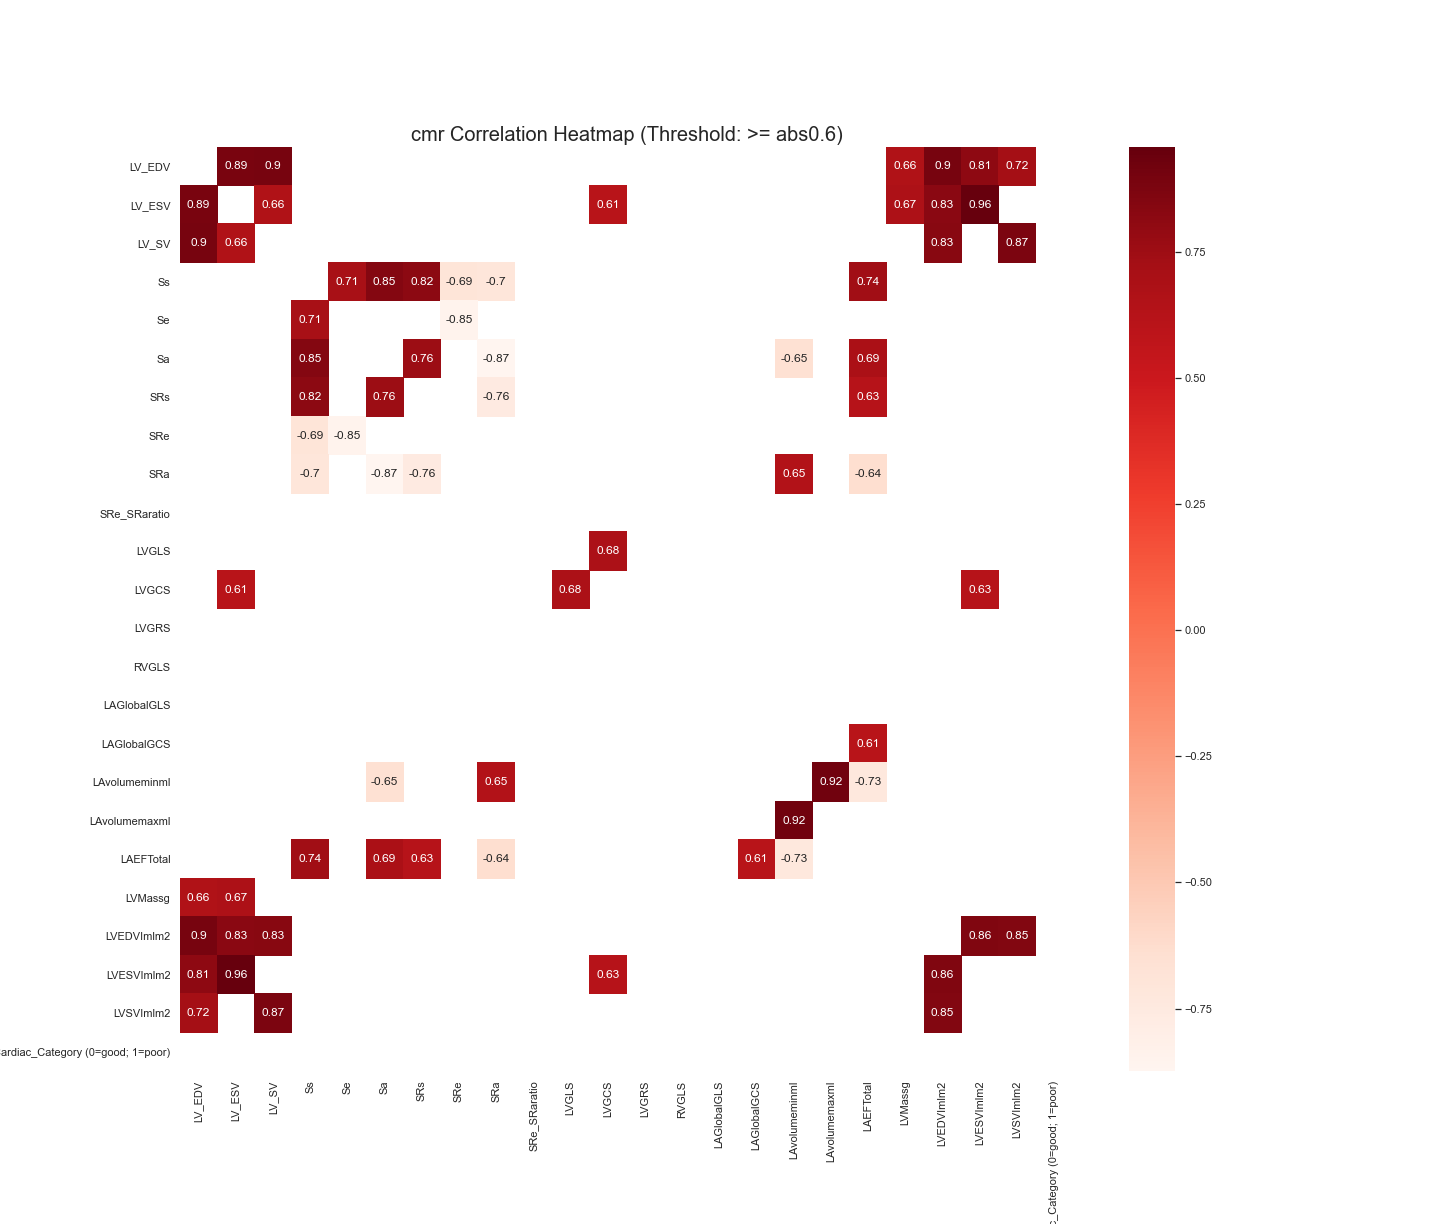 cmr Correlation Heatmap (Threshold: >= abs0.6)
LV_EDV 0.89 0.9 0.66 0.9 0.81 0.72
LV_ESV 0.89 0.66 0.61 0.67 0.83 0.96
LV_SV 0.9 0.66 0.83 0.87
Ss 0.71 0.85 0.82 -0.69 -0.7 0.74
Se 0.71 -0.85
Sa 0.85 0.76 -0.87 -0.65 0.69
SRs 0.82 0.76 -0.76 0.63
SRe -0.69 -0.85
SRa -0.7 -0.87 -0.76 0.65 -0.64
SRe_SRaratio
LVGLS 0.68
LVGCS 0.61 0.68 0.63
LVGRS
RVGLS
LAGlobalGLS
LAGlobalGCS 0.61
LAvolumeminml -0.65 0.65 0.92 -0.73
LAvolumemaxml 0.92
LAEFTotal 0.74 0.69 0.63 -0.64 0.61 -0.73
LVMassg 0.66 0.67
LVEDVImlm2 0.9 0.83 0.83 0.86 0.85
LVESVImlm2 0.81 0.96 0.63 0.86
LVSVImlm2 0.72 0.87 0.85
ardiac_Category (0=good; 1=poor)
LV_EDV
LV_ESV
LV_SV
Ss
Se
Sa
SRs
SRe
SRa
SRe_SRaratio
LVGLS
LVGCS
LVGRS
RVGLS
LAGlobalGLS
LAGlobalGCS
LAvolumeminml
LAvolumemaxml
LAEFTotal
LVMassg
LVEDVImlm2
LVESVImlm2
LVSVImlm2
c_Category (0=good; 1=poor)
0.75
0.50
0.25
0.00
−0.25
−0.50
−0.75